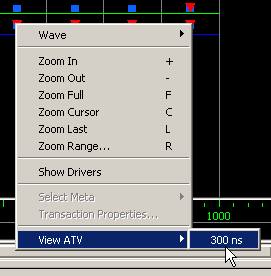 Wave
Zoom In +
Zoom Out -
Zoom Full F
Zoom Cursor C
Zoom Last L
Zoom Range... R
Show Drivers
Select Meta
Transaction Properties...
1000
View ATV
300 ns